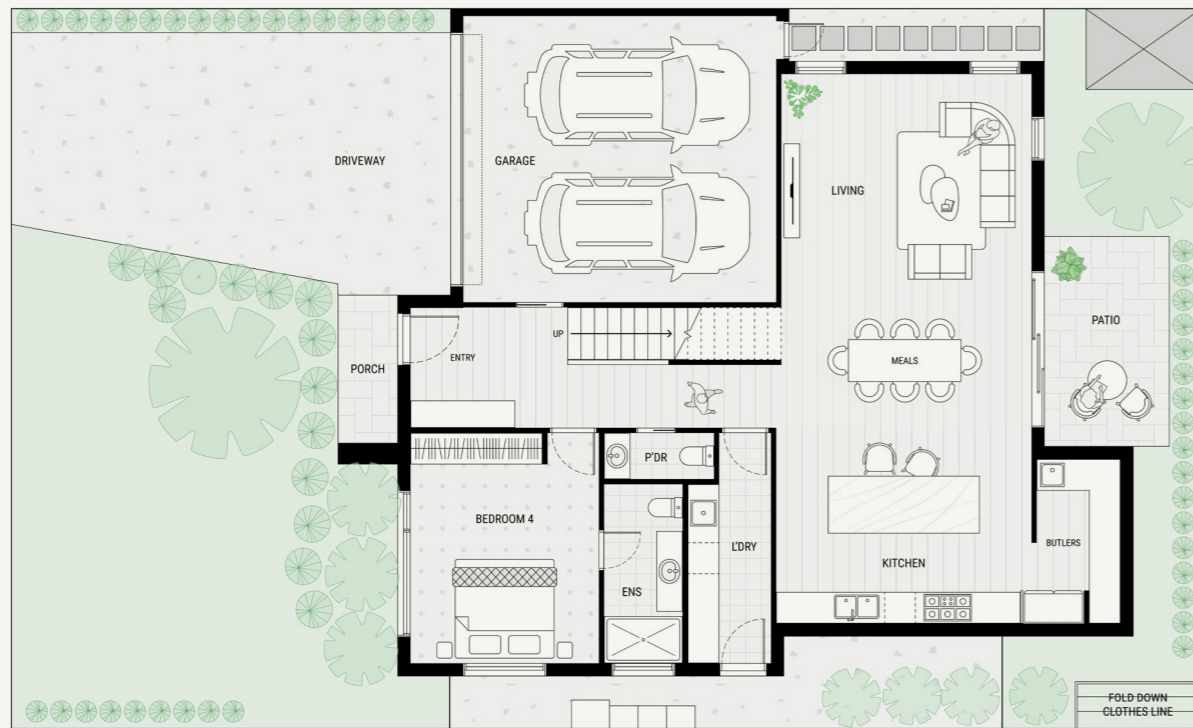 DRIVEWAY
GARAGE
LIVING
UP
ENTRY
PORCH
MEALS
PATIO
P'DR
BEDROOM 4
L'DRY
ENS
KITCHEN
BUTLERS
FOLD DOWN
CLOTHES LINE